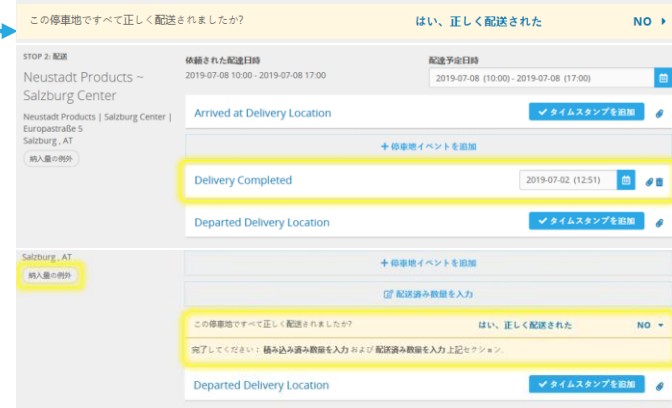 この停車地ですべて正しく配送されましたか?
はい、正しく配送された
NO
STOP 2: 配送
Neustadt Products ~
Salzburg Center
Neustadt Products | Salzburg Center |
Europastraße 5
Salzburg , AT
納入量の例外
依頼された配達日時
2019-07-08 10:00 - 2019-07-08 17:00
配達予定日時
2019-07-08 (10:00) - 2019-07-08 (17:00)
Arrived at Delivery Location
タイムスタンプを追加
+ 停車地イベントを追加
Delivery Completed
2019-07-02 (12:51)
Departed Delivery Location
タイムスタンプを追加
Salzburg , AT
納入量の例外
+ 停車地イベントを追加
配送済み数量を入力
この停車地ですべて正しく配送されましたか?
はい、正しく配送された
NO
完了してください: 積み込み済み数量を入力 および 配送済み数量を入力 上記セクション.
Departed Delivery Location
タイムスタンプを追加